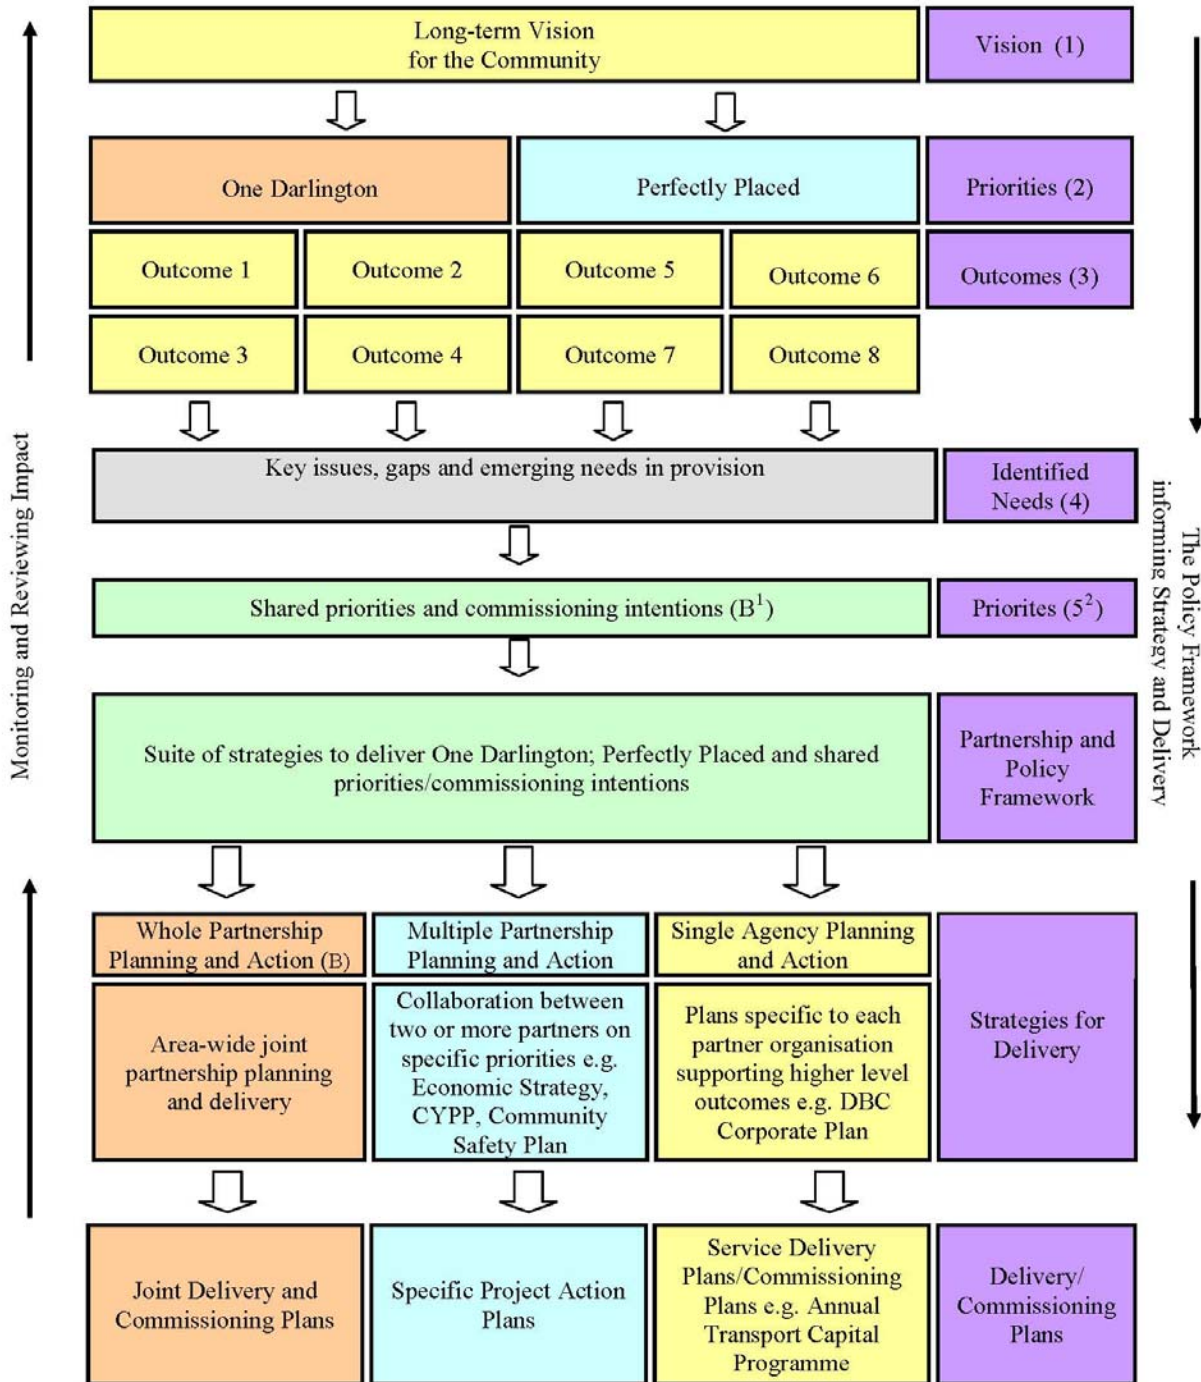 Long-term Vision
for the Community
Vision (1)
One Darlington
Perfectly Placed
Priorities (2)
Outcome 1
Outcome 2
Outcome 5
Outcome 6
Outcomes (3)
Outcome 3
Outcome 4
Outcome 7
Outcome 8
Key issues, gaps and emerging needs in provision
Identified
Needs (4)
Shared priorities and commissioning intentions (B¹)
Priorites (5²)
Suite of strategies to deliver One Darlington; Perfectly Placed and shared
priorities/commissioning intentions
Partnership and
Policy
Framework
Whole Partnership
Planning and Action (B)
Multiple Partnership
Planning and Action
Single Agency Planning
and Action
Area-wide joint
partnership planning
and delivery
Collaboration between
two or more partners on
specific priorities e.g.
Economic Strategy,
CYPP, Community
Safety Plan
Plans specific to each
partner organisation
supporting higher level
outcomes e.g. DBC
Corporate Plan
Strategies for
Delivery
Joint Delivery and
Commissioning Plans
Specific Project Action
Plans
Service Delivery
Plans/Commissioning
Plans e.g. Annual
Transport Capital
Programme
Delivery/
Commissioning
Plans
Monitoring and Reviewing Impact
The Policy Framework
informing Strategy and Delivery